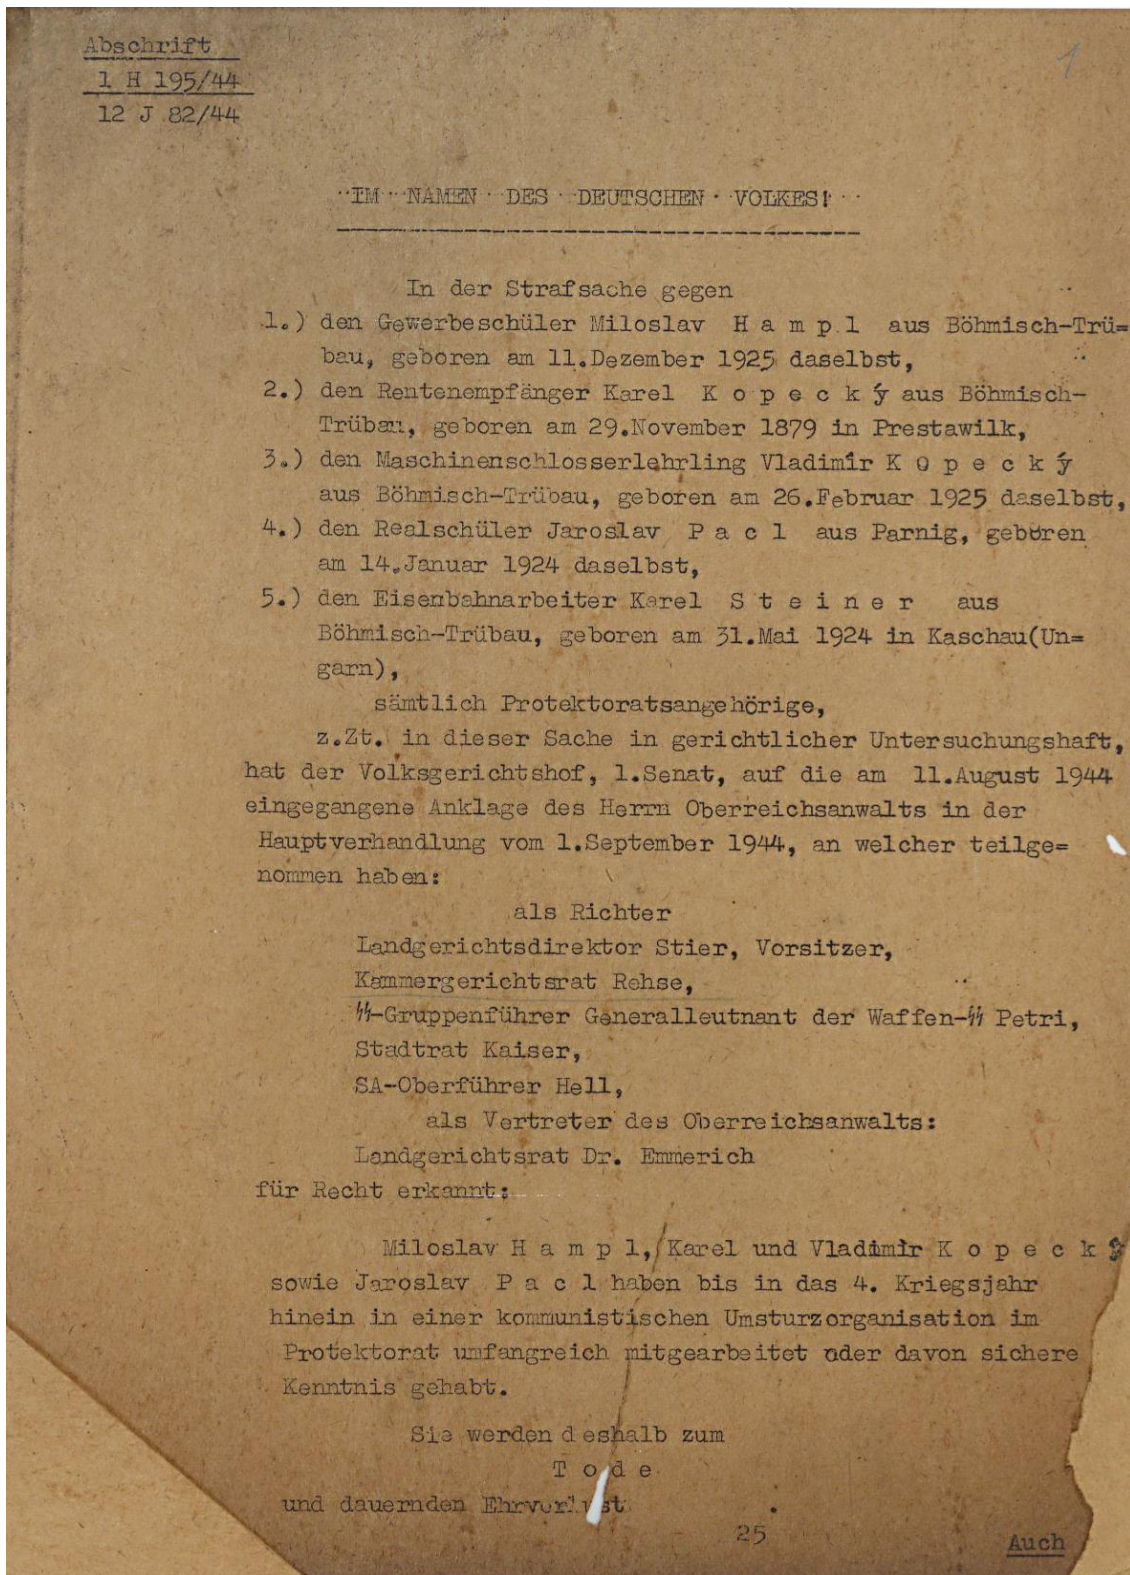 Abschrift
1 H 195/44
12 J 82/44
1
IM NAMEN DES DEUTSCHEN VOLKES!
In der Strafsache gegen
1.) den Gewerbeschüler Miloslav H a m p l aus Böhmisch-Trü=
bau, geboren am 11.Dezember 1925 daselbst,
2.) den Rentenempfänger Karel K o p e c k ý aus Böhmisch-
Trübau, geboren am 29.November 1879 in Prestawilk,
3.) den Maschinenschlosserlehrling Vladimír K o p e c k ý
aus Böhmisch-Trübau, geboren am 26.Februar 1925 daselbst,
4.) den Realschüler Jaroslav P a c l aus Parnig, geboren
am 14.Januar 1924 daselbst,
5.) den Eisenbahnarbeiter Karel S t e i n e r aus
Böhmisch-Trübau, geboren am 31.Mai 1924 in Kaschau(Un=
garn),
sämtlich Protektoratsangehörige,
z.Zt. in dieser Sache in gerichtlicher Untersuchungshaft,
hat der Volksgerichtshof, 1.Senat, auf die am 11.August 1944
eingegangene Anklage des Herrn Oberreichsanwalts in der
Hauptverhandlung vom 1.September 1944, an welcher teilge=
nommen haben:
als Richter
Landgerichtsdirektor Stier, Vorsitzer,
Kammergerichtsrat Rehse,
ᛋᛋ-Gruppenführer Generalleutnant der Waffen-ᛋᛋ Petri,
Stadtrat Kaiser,
SA-Oberführer Hell,
als Vertreter des Oberreichsanwalts:
Landgerichtsrat Dr. Emmerich
für Recht erkannt:
Miloslav H a m p l, Karel und Vladimír K o p e c k ý
sowie Jaroslav P a c l haben bis in das 4. Kriegsjahr
hinein in einer kommunistischen Umsturzorganisation im
Protektorat umfangreich mitgearbeitet oder davon sichere
Kenntnis gehabt.
Sie werden deshalb zum
T o d e
und dauernden Ehrverlust
25
Auch